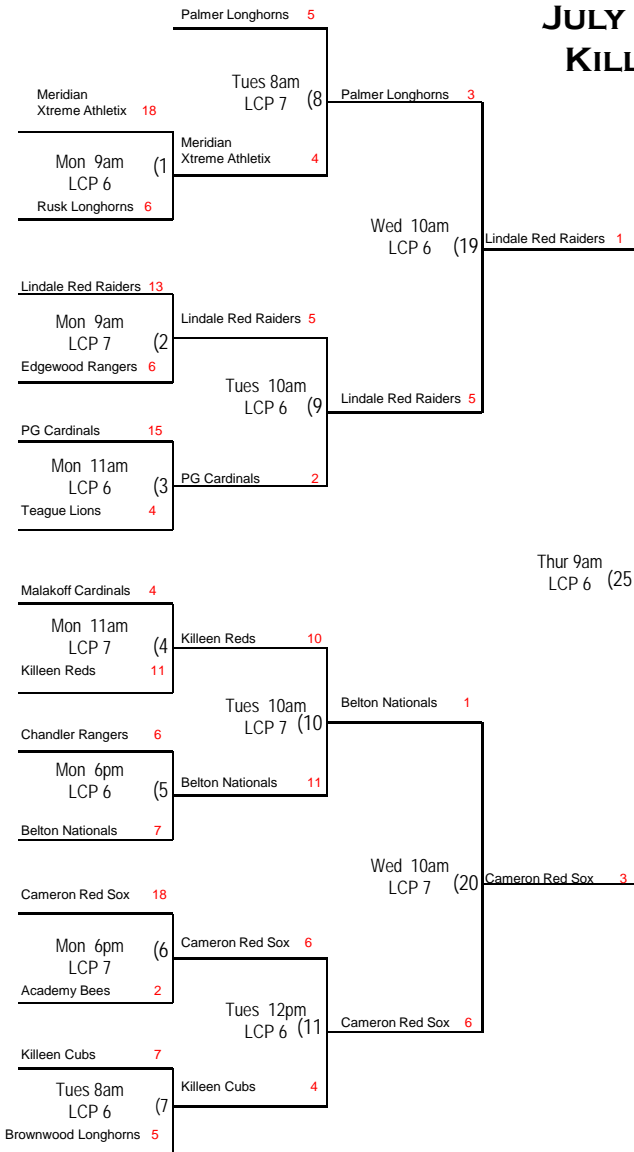 JULY
KILL
Palmer Longhorns 5
Tues 8am
LCP 7 (8
Palmer Longhorns 3
Meridian
Xtreme Athletix 18
Meridian
Xtreme Athletix 4
Mon 9am
LCP 6 (1
Rusk Longhorns 6
Wed 10am
LCP 6 (19
Lindale Red Raiders 1
Lindale Red Raiders 13
Mon 9am
LCP 7 (2
Lindale Red Raiders 5
Edgewood Rangers 6
Tues 10am
LCP 6 (9
Lindale Red Raiders 5
PG Cardinals 15
Mon 11am
LCP 6 (3
PG Cardinals 2
Teague Lions 4
Thur 9am
LCP 6 (25
Malakoff Cardinals 4
Mon 11am
LCP 7 (4
Killeen Reds 10
Killeen Reds 11
Tues 10am
LCP 7 (10
Belton Nationals 1
Chandler Rangers 6
Mon 6pm
LCP 6 (5
Belton Nationals 11
Belton Nationals 7
Wed 10am
LCP 7 (20
Cameron Red Sox 3
Cameron Red Sox 18
Mon 6pm
LCP 7 (6
Cameron Red Sox 6
Academy Bees 2
Tues 12pm
LCP 6 (11
Cameron Red Sox 6
Killeen Cubs 7
Tues 8am
LCP 6 (7
Killeen Cubs 4
Brownwood Longhorns 5